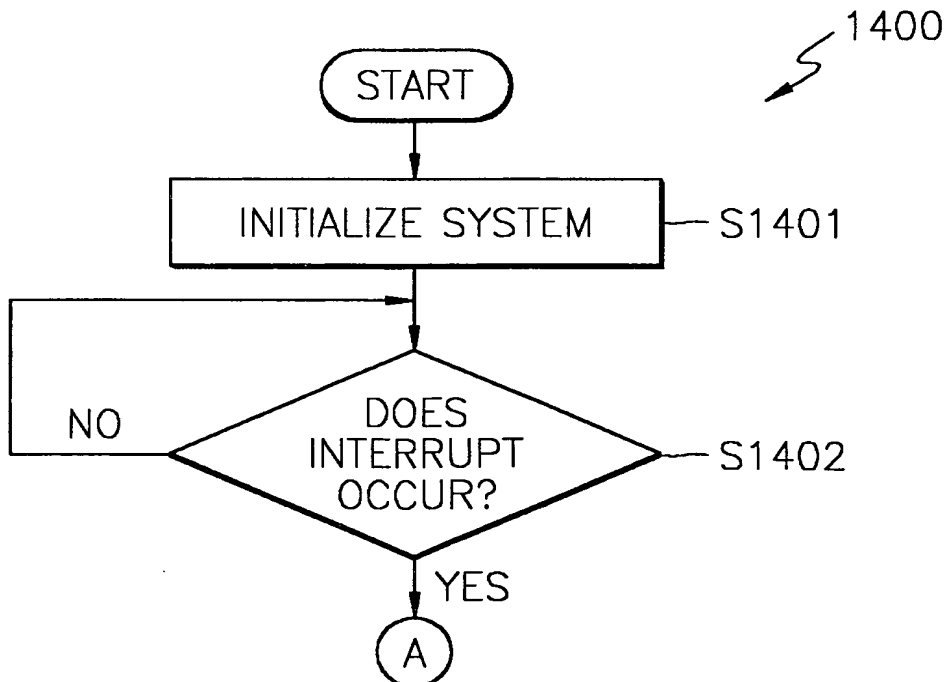 1400
START
INITIALIZE SYSTEM
S1401
NO
DOES
INTERRUPT
OCCUR?
S1402
YES
A